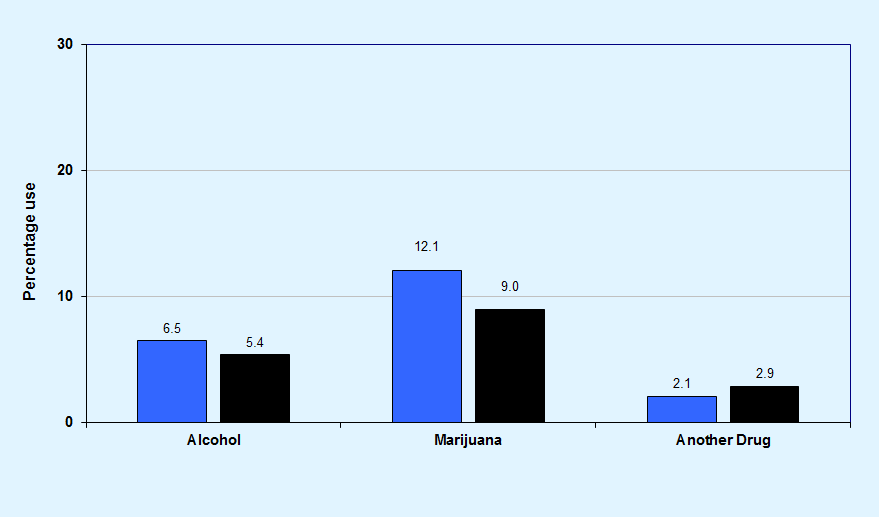 30
20
10
0
Percentage use
6.5
5.4
12.1
9.0
2.1
2.9
Alcohol
Marijuana
Another Drug